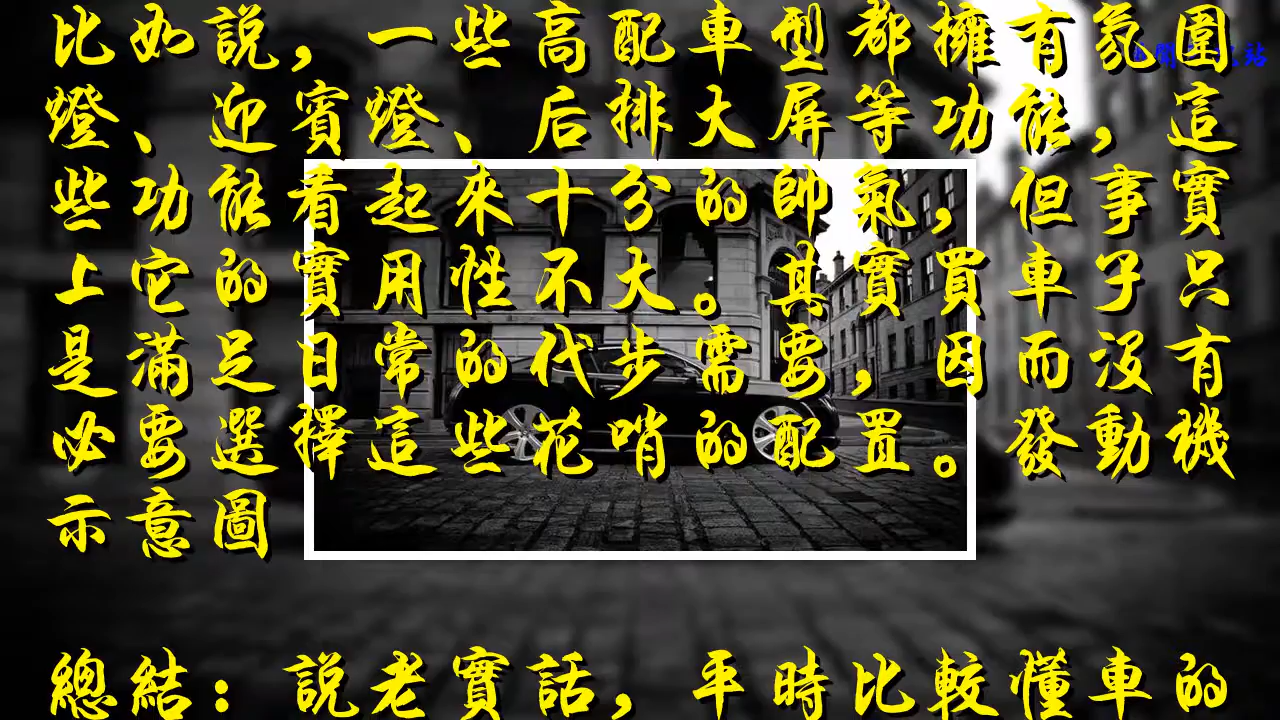 比如說，一些高配車型都擁有氛圍
燈、迎賓燈、后排大屏等功能，這
些功能看起來十分的帥氣，但事實
上它的實用性不大。其實買車子只
是滿足日常的代步需要，因而沒有
必要選擇這些花哨的配置。發動機
示意圖
總結：說老實話，平時比較懂車的